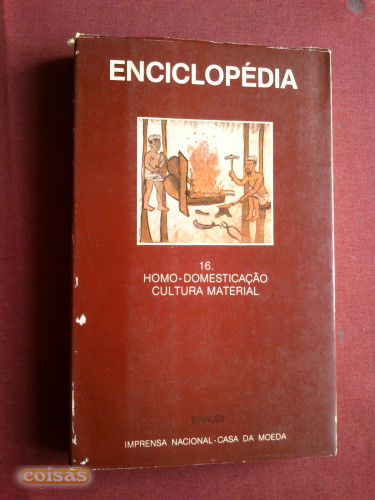 ENCICLOPÉDIA
16.
HOMO-DOMESTICAÇÃO
CULTURA MATERIAL
EINAUDI
IMPRENSA NACIONAL-CASA DA MOEDA
coisas